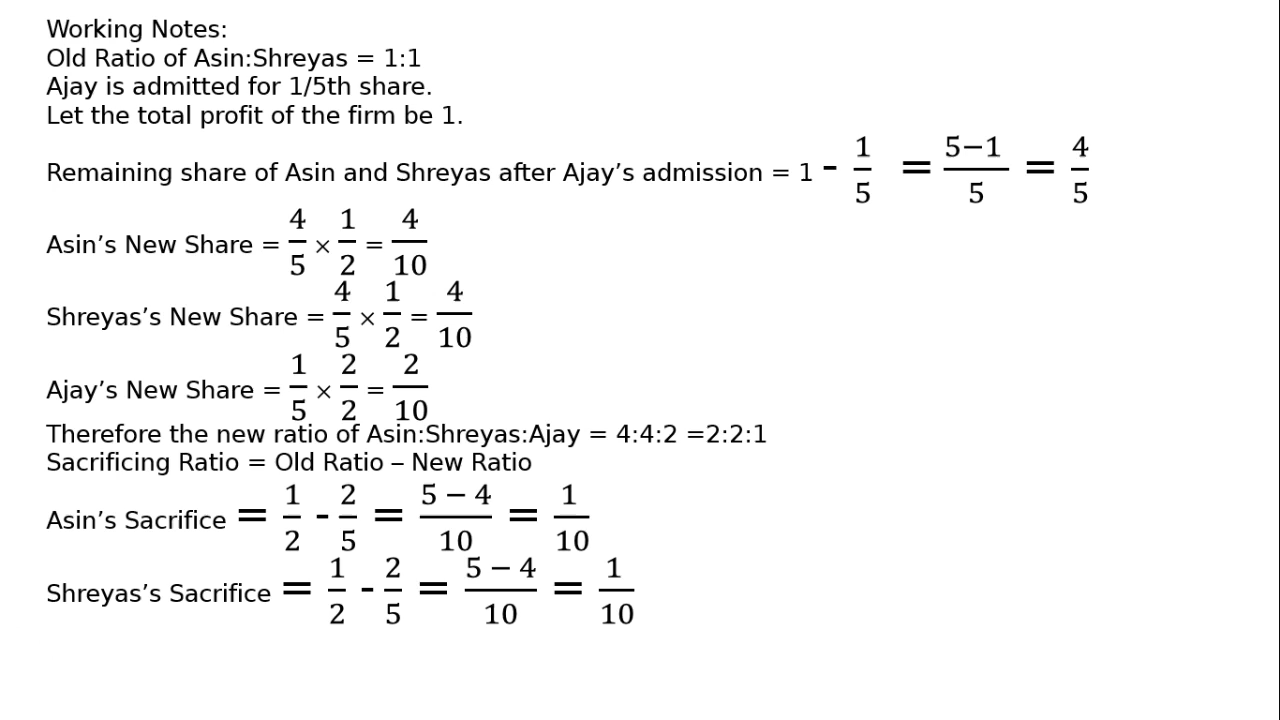 Working Notes:
Old Ratio of Asin:Shreyas = 1:1
Ajay is admitted for 1/5th share.
Let the total profit of the firm be 1.
Remaining share of Asin and Shreyas after Ajay’s admission = 1 - 1/5 = 5−1/5 = 4/5
Asin’s New Share = 4/5 × 1/2 = 4/10
Shreyas’s New Share = 4/5 × 1/2 = 4/10
Ajay’s New Share = 1/5 × 2/2 = 2/10
Therefore the new ratio of Asin:Shreyas:Ajay = 4:4:2 =2:2:1
Sacrificing Ratio = Old Ratio – New Ratio
Asin’s Sacrifice = 1/2 - 2/5 = 5 − 4/10 = 1/10
Shreyas’s Sacrifice = 1/2 - 2/5 = 5 − 4/10 = 1/10